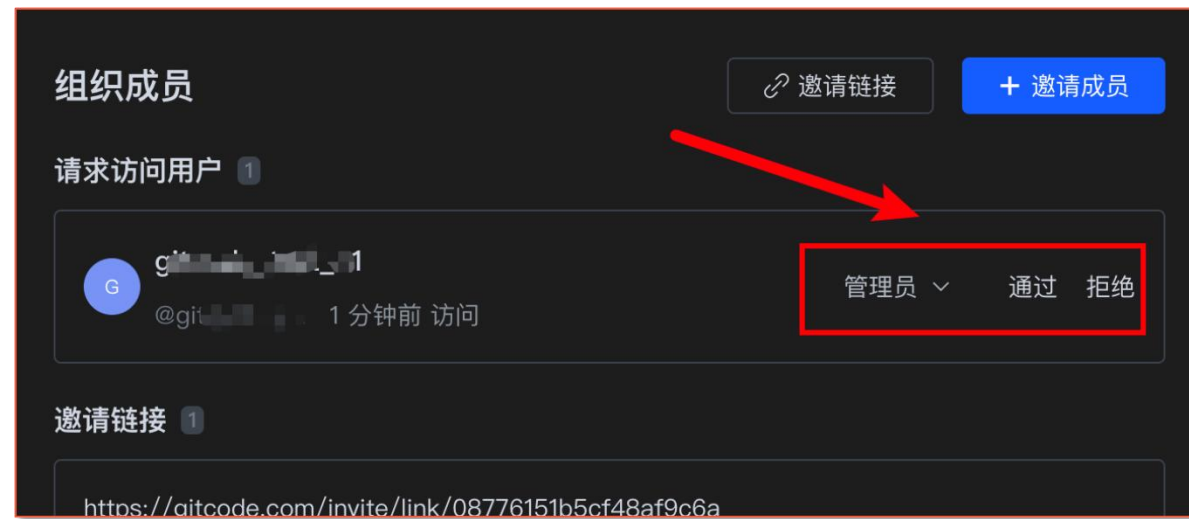 组织成员
邀请链接
+ 邀请成员
请求访问用户 1
G
管理员 通过 拒绝
1 分钟前 访问
邀请链接 1
https://gitcode.com/invite/link/08776151b5cf48af9c6a